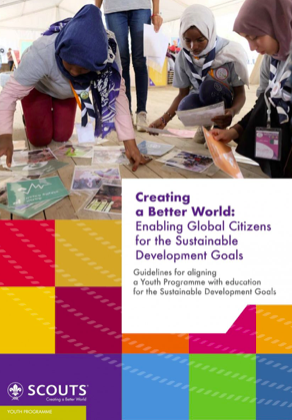 Creating
a Better World:
Enabling Global Citizens
for the Sustainable
Development Goals
Guidelines for aligning
a Youth Programme with education
for the Sustainable Development Goals
SCOUTS
Creating a Better World
YOUTH PROGRAMME